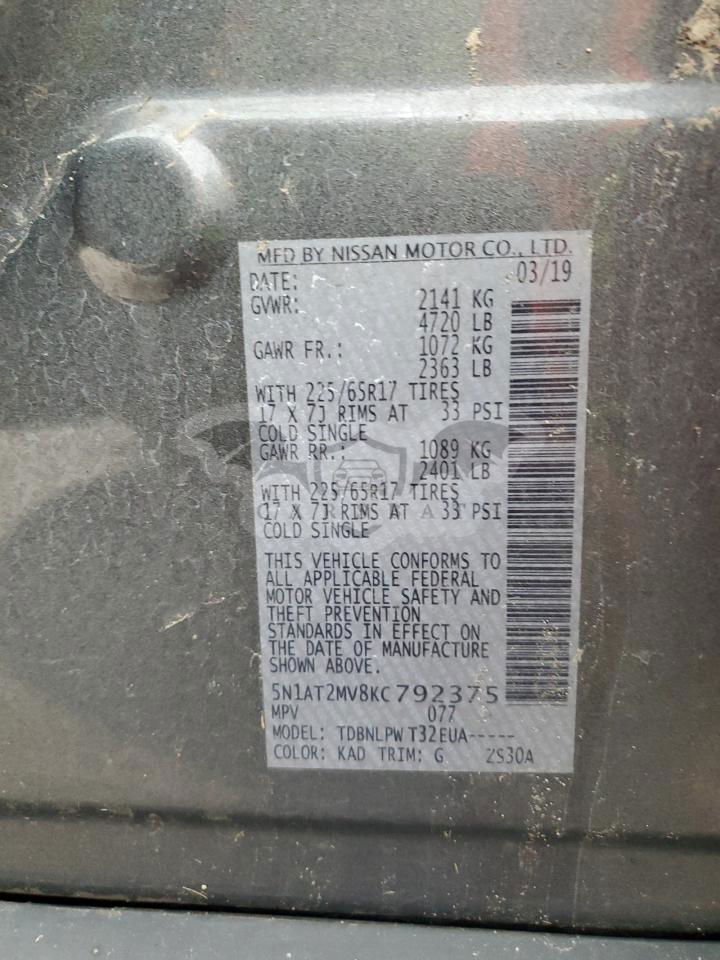 MFD BY NISSAN MOTOR CO., LTD.
DATE: 03/19
GVWR: 2141 KG
4720 LB
GAWR FR.: 1072 KG
2363 LB
WITH 225/65R17 TIRES
17 X 7J RIMS AT 33 PSI
COLD SINGLE
GAWR RR.: 1089 KG
2401 LB
WITH 225/65R17 TIRES
17 X 7J RIMS AT 33 PSI
COLD SINGLE
THIS VEHICLE CONFORMS TO
ALL APPLICABLE FEDERAL
MOTOR VEHICLE SAFETY AND
THEFT PREVENTION
STANDARDS IN EFFECT ON
THE DATE OF MANUFACTURE
SHOWN ABOVE.
5N1AT2MV8KC792375
MPV 077
MODEL: TDBNLPW T32EUA-----
COLOR: KAD TRIM: G 2S30A